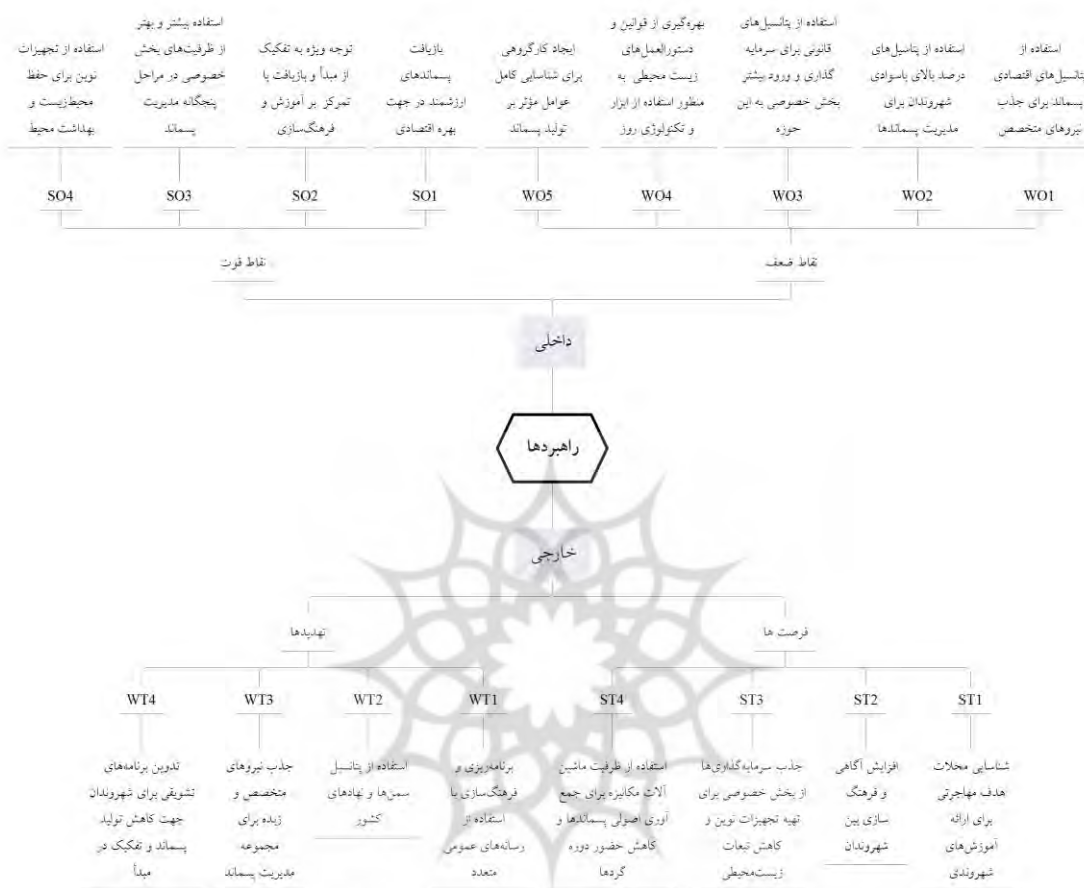 استفاده از
پتانسیل‌های اقتصادی
پسماند برای جذب
نیروهای متخصص
WO1
استفاده از پتاسیل‌های
درصد بالای باسوادی
شهروندان برای
مدیریت پسماندها
WO2
استفاده از پتانسیل‌های
قانونی برای سرمایه
گذاری و ورود بیشتر
بخش خصوصی به این
حوزه
WO3
بهره‌گیری از قوانین و
دستورالعمل‌های
زیست محیطی به
منظور استفاده از ابزار
و تکنولوژی روز
WO4
ایجاد کارگروهی
برای شناسایی کامل
عوامل مؤثر بر
تولید پسماند
WO5
بازیافت
پسماندهای
ارزشمند در جهت
بهره اقتصادی
SO1
توجه ویژه به تفکیک
از مبدأ و بازیافت با
تمرکز بر آموزش و
فرهنگ‌سازی
SO2
استفاده بیشتر و بهتر
از ظرفیت‌های بخش
خصوصی در مراحل
پنجگانه مدیریت
پسماند
SO3
استفاده از تجهیزات
نوین برای حفظ
محیط‌زیست و
بهداشت محیط
SO4
نقاط ضعف
نقاط قوت
داخلی
راهبردها
خارجی
فرصت ها
تهدیدها
ST1
شناسایی محلات
هدف مهاجرتی
برای ارائه
آموزش‌های
شهروندی
ST2
افزایش آگاهی
و فرهنگ
سازی بین
شهروندان
ST3
جذب سرمایه‌گذاری‌ها
از بخش خصوصی برای
تهیه تجهیزات نوین و
کاهش تبعات
زیست‌محیطی
ST4
استفاده از ظرفیت ماشین
آلات مکانیزه برای جمع
آوری اصولی پسماندها و
کاهش حضور دوره
گردها
WT1
برنامه‌ریزی و
فرهنگ‌سازی با
استفاده از
رسانه‌های عمومی
متعدد
WT2
استفاده از پتانسیل
سمن‌ها و نهادهای
کشور
WT3
جذب نیروهای
متخصص و
زبده برای
مجموعه
مدیریت پسماند
WT4
تدوین برنامه‌های
تشویقی برای شهروندان
جهت کاهش تولید
پسماند و تفکیک در
مبدأ